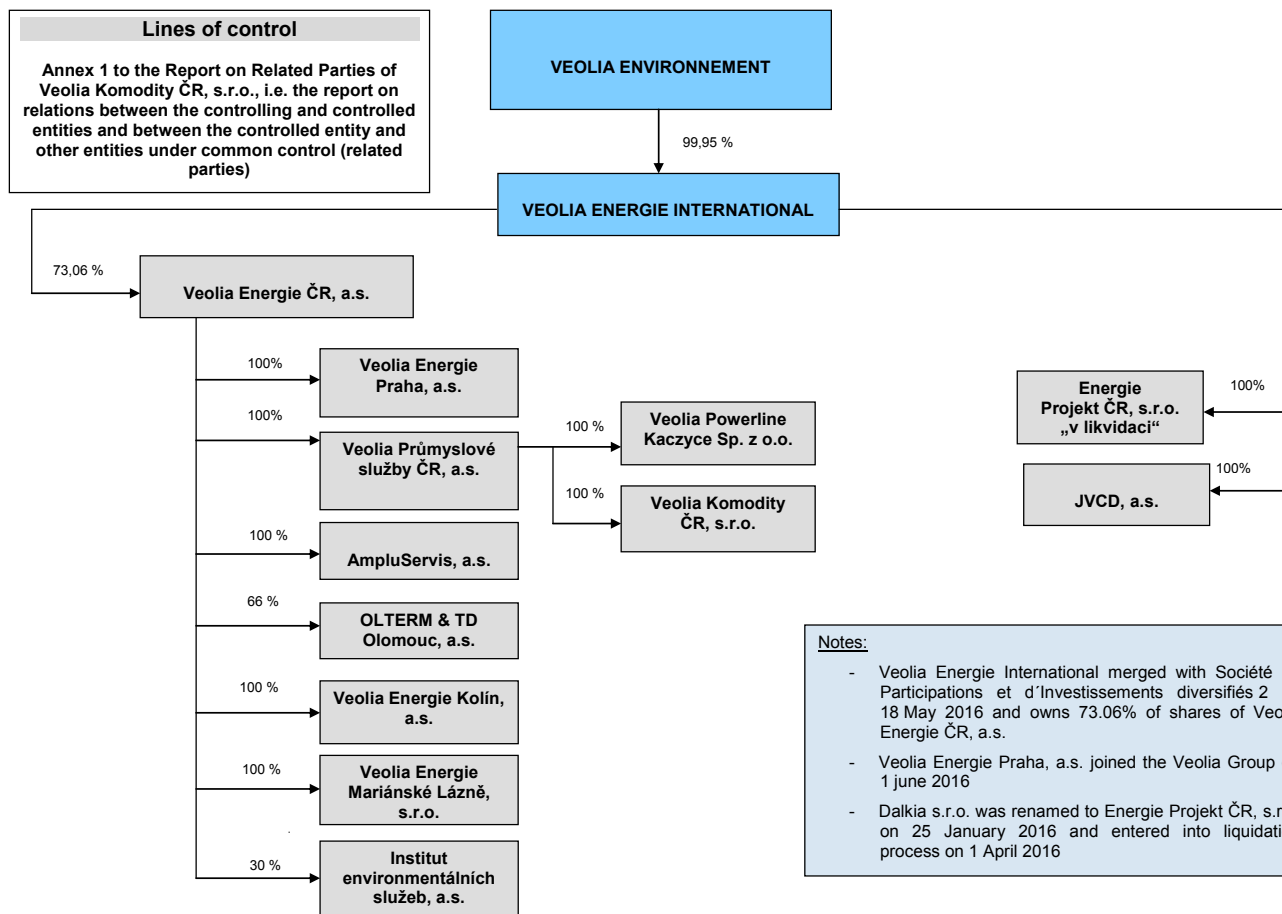 Lines of control
Annex 1 to the Report on Related Parties of
Veolia Komodity ČR, s.r.o., i.e. the report on
relations between the controlling and controlled
entities and between the controlled entity and
other entities under common control (related
parties)
VEOLIA ENVIRONNEMENT
99,95 %
VEOLIA ENERGIE INTERNATIONAL
73,06 %
Veolia Energie ČR, a.s.
100%
Veolia Energie
Praha, a.s.
100%
Veolia Průmyslové
služby ČR, a.s.
100 %
Veolia Powerline
Kaczyce Sp. z o.o.
100 %
Veolia Komodity
ČR, s.r.o.
100%
Energie
Projekt ČR, s.r.o.
„v likvidaci“
100%
JVCD, a.s.
100 %
AmpluServis, a.s.
66 %
OLTERM & TD
Olomouc, a.s.
100 %
Veolia Energie Kolín,
a.s.
100 %
Veolia Energie
Mariánské Lázně,
s.r.o.
30 %
Institut
environmentálních
služeb, a.s.
Notes:
- Veolia Energie International merged with Société
Participations et d´Investissements diversifiés 2
18 May 2016 and owns 73.06% of shares of Veo
Energie ČR, a.s.
- Veolia Energie Praha, a.s. joined the Veolia Group
1 june 2016
- Dalkia s.r.o. was renamed to Energie Projekt ČR, s.r
on 25 January 2016 and entered into liquidati
process on 1 April 2016